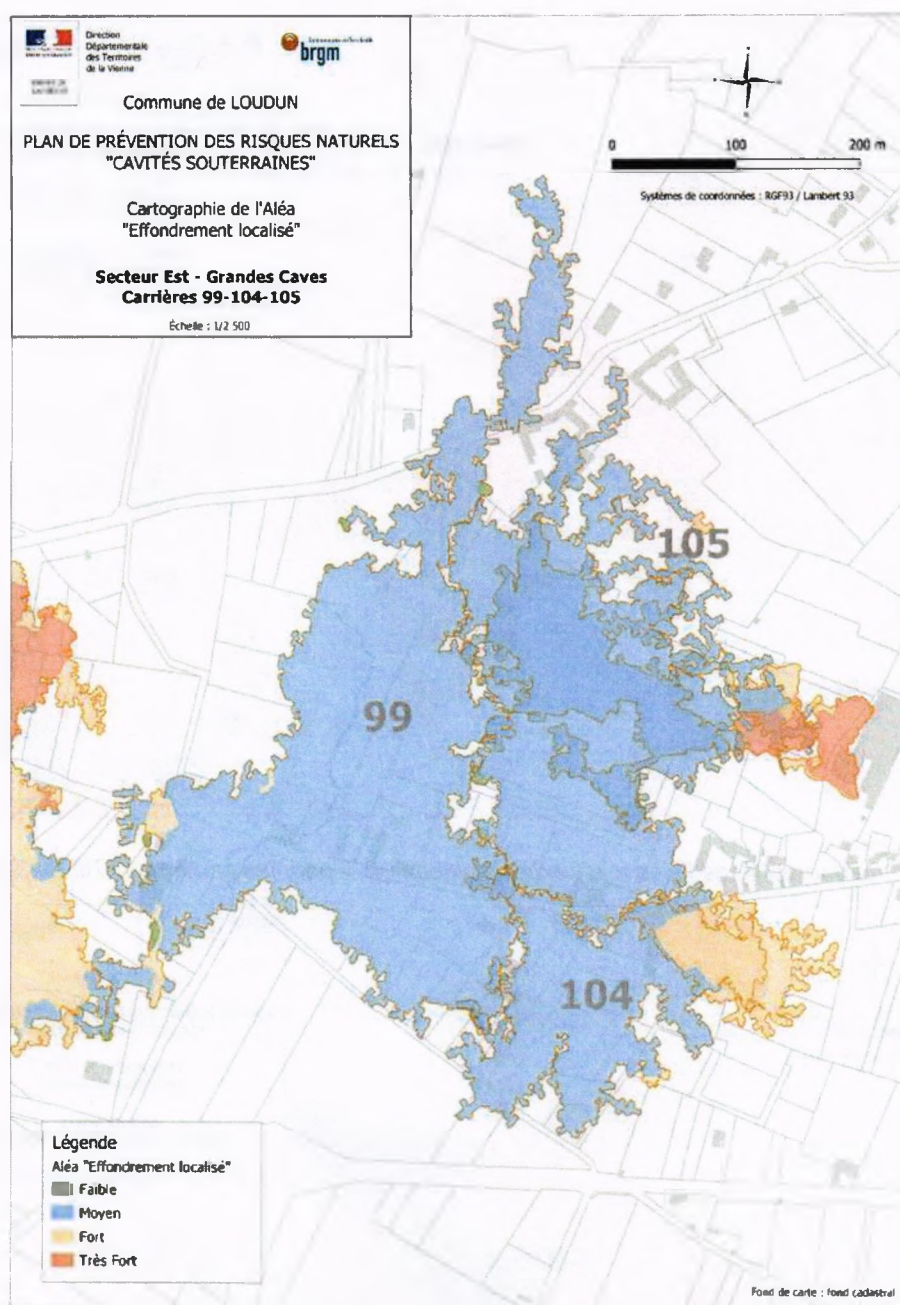 Direction
Départementale
des Territoires
de la Vienne
brgm
Commune de LOUDUN
PLAN DE PRÉVENTION DES RISQUES NATURELS
"CAVITÉS SOUTERRAINES"
Cartographie de l'Aléa
"Effondrement localisé"
Secteur Est - Grandes Caves
Carrières 99-104-105
Échelle : 1/2 500
0 100 200 m
Systèmes de coordonnées : RGF93 / Lambert 93
105
99
104
Légende
Aléa "Effondrement localisé"
Faible
Moyen
Fort
Très Fort
Fond de carte : fond cadastral